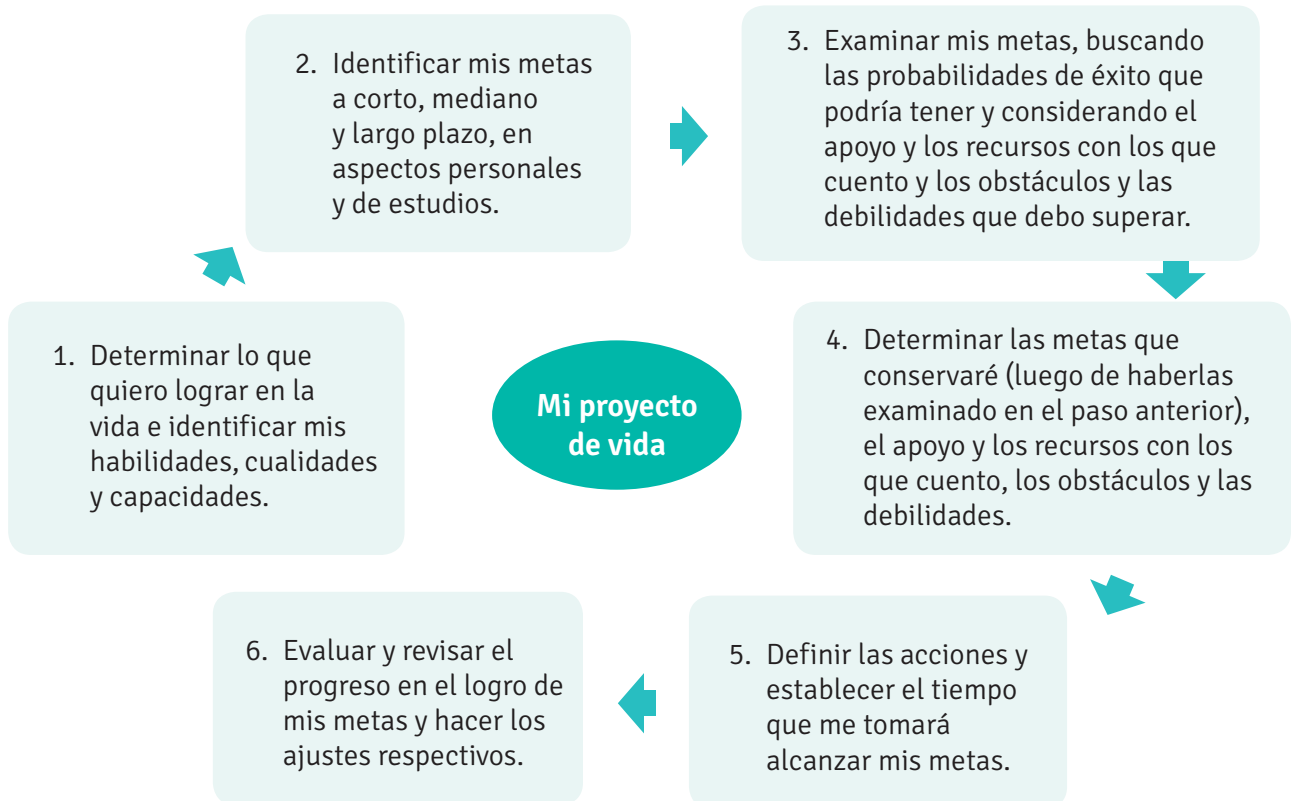 2. Identificar mis metas
a corto, mediano
y largo plazo, en
aspectos personales
y de estudios.
3. Examinar mis metas, buscando
las probabilidades de éxito que
podría tener y considerando el
apoyo y los recursos con los que
cuento y los obstáculos y las
debilidades que debo superar.
1. Determinar lo que
quiero lograr en la
vida e identificar mis
habilidades, cualidades
y capacidades.
Mi proyecto
de vida
4. Determinar las metas que
conservaré (luego de haberlas
examinado en el paso anterior),
el apoyo y los recursos con los
que cuento, los obstáculos y las
debilidades.
6. Evaluar y revisar el
progreso en el logro de
mis metas y hacer los
ajustes respectivos.
5. Definir las acciones y
establecer el tiempo
que me tomará
alcanzar mis metas.